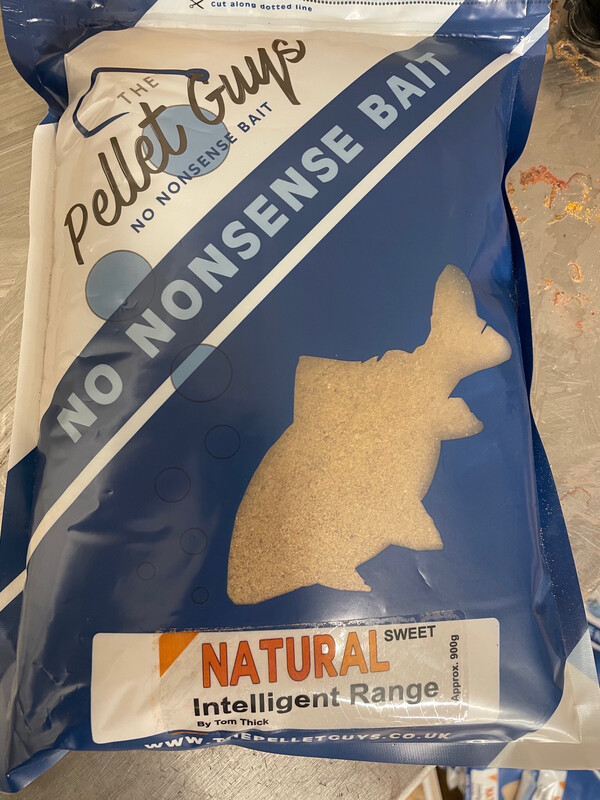 cut along dotted line
THE
Pellet Guys
NO NONSENSE BAIT
NO NONSENSE BAIT
NATURAL SWEET
Intelligent Range
By Tom Thick
Approx. 900g
WWW.THEPELLETGUYS.CO.UK